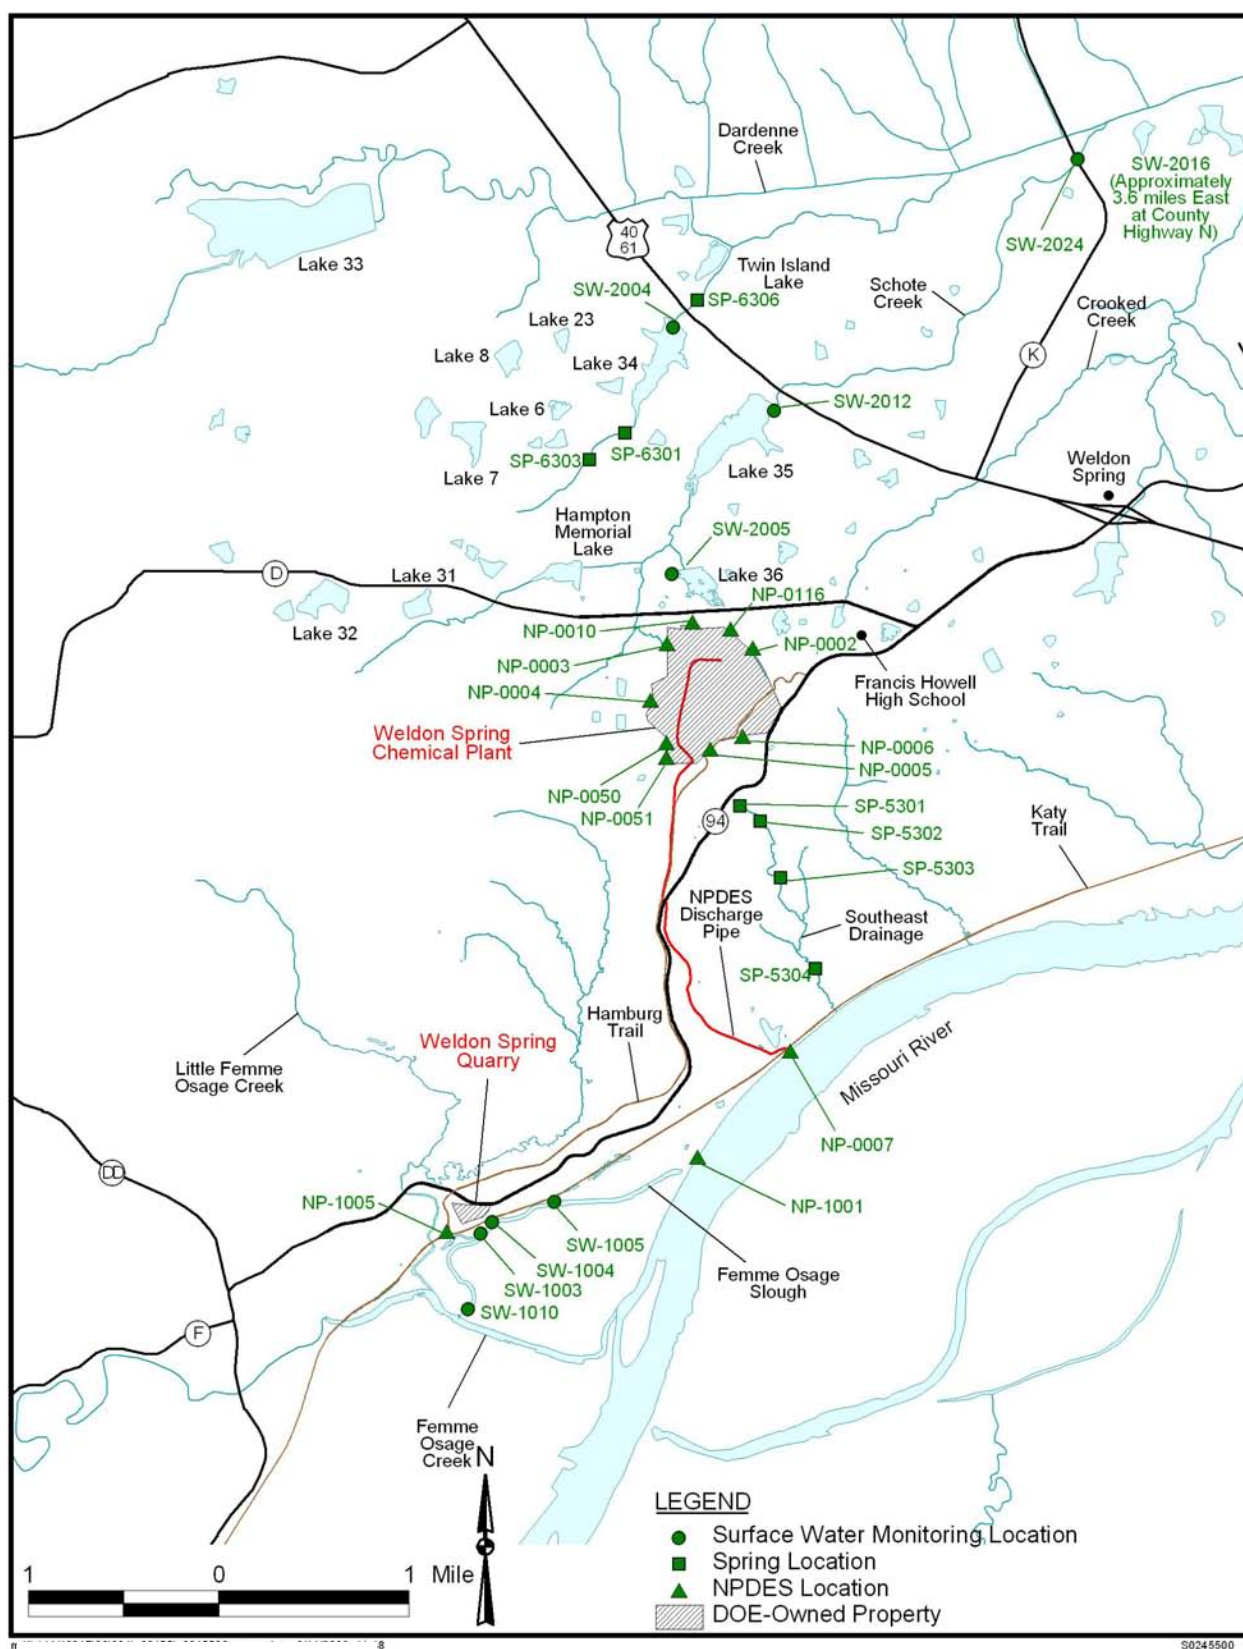 Dardenne
Creek
SW-2016
(Approximately
3.6 miles East
at County
Highway N)
40
61
SW-2024
Lake 33
Twin Island
Lake
SW-2004
SP-6306
Schote
Creek
Crooked
Creek
Lake 23
Lake 8
Lake 34
K
Lake 6
SW-2012
SP-6303
SP-6301
Weldon
Spring
Lake 7
Lake 35
Hampton
Memorial
Lake
SW-2005
D
Lake 31
Lake 36
NP-0116
Lake 32
NP-0010
NP-0002
NP-0003
Francis Howell
High School
NP-0004
Weldon Spring
Chemical Plant
NP-0006
NP-0005
NP-0050
NP-0051
SP-5301
94
SP-5302
Katy
Trail
SP-5303
NPDES
Discharge
Pipe
Southeast
Drainage
SP-5304
Hamburg
Trail
Weldon Spring
Quarry
Little Femme
Osage Creek
Missouri River
NP-0007
DD
NP-1005
NP-1001
SW-1005
SW-1004
SW-1003
SW-1010
Femme Osage
Slough
F
Femme
Osage
Creek
N
LEGEND
Surface Water Monitoring Location
Spring Location
NPDES Location
DOE-Owned Property
1 0 1 Mile
S0245500